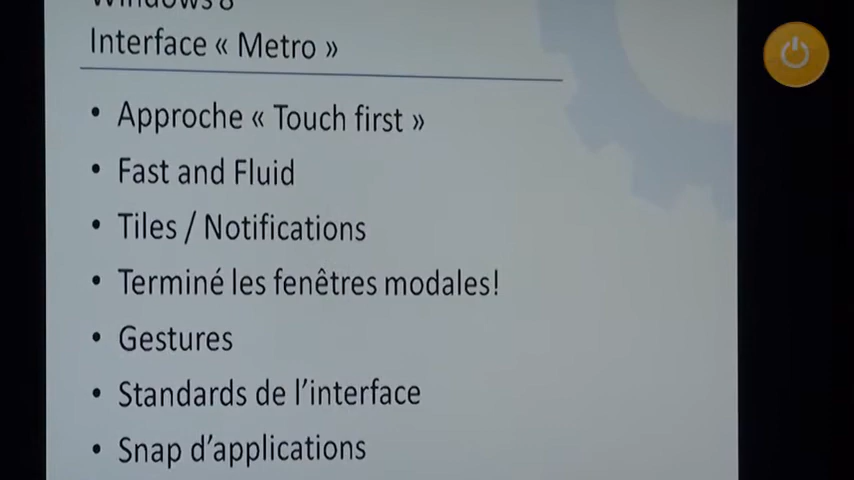 Windows 8
Interface « Metro »
• Approche « Touch first »
• Fast and Fluid
• Tiles / Notifications
• Terminé les fenêtres modales!
• Gestures
• Standards de l'interface
• Snap d'applications